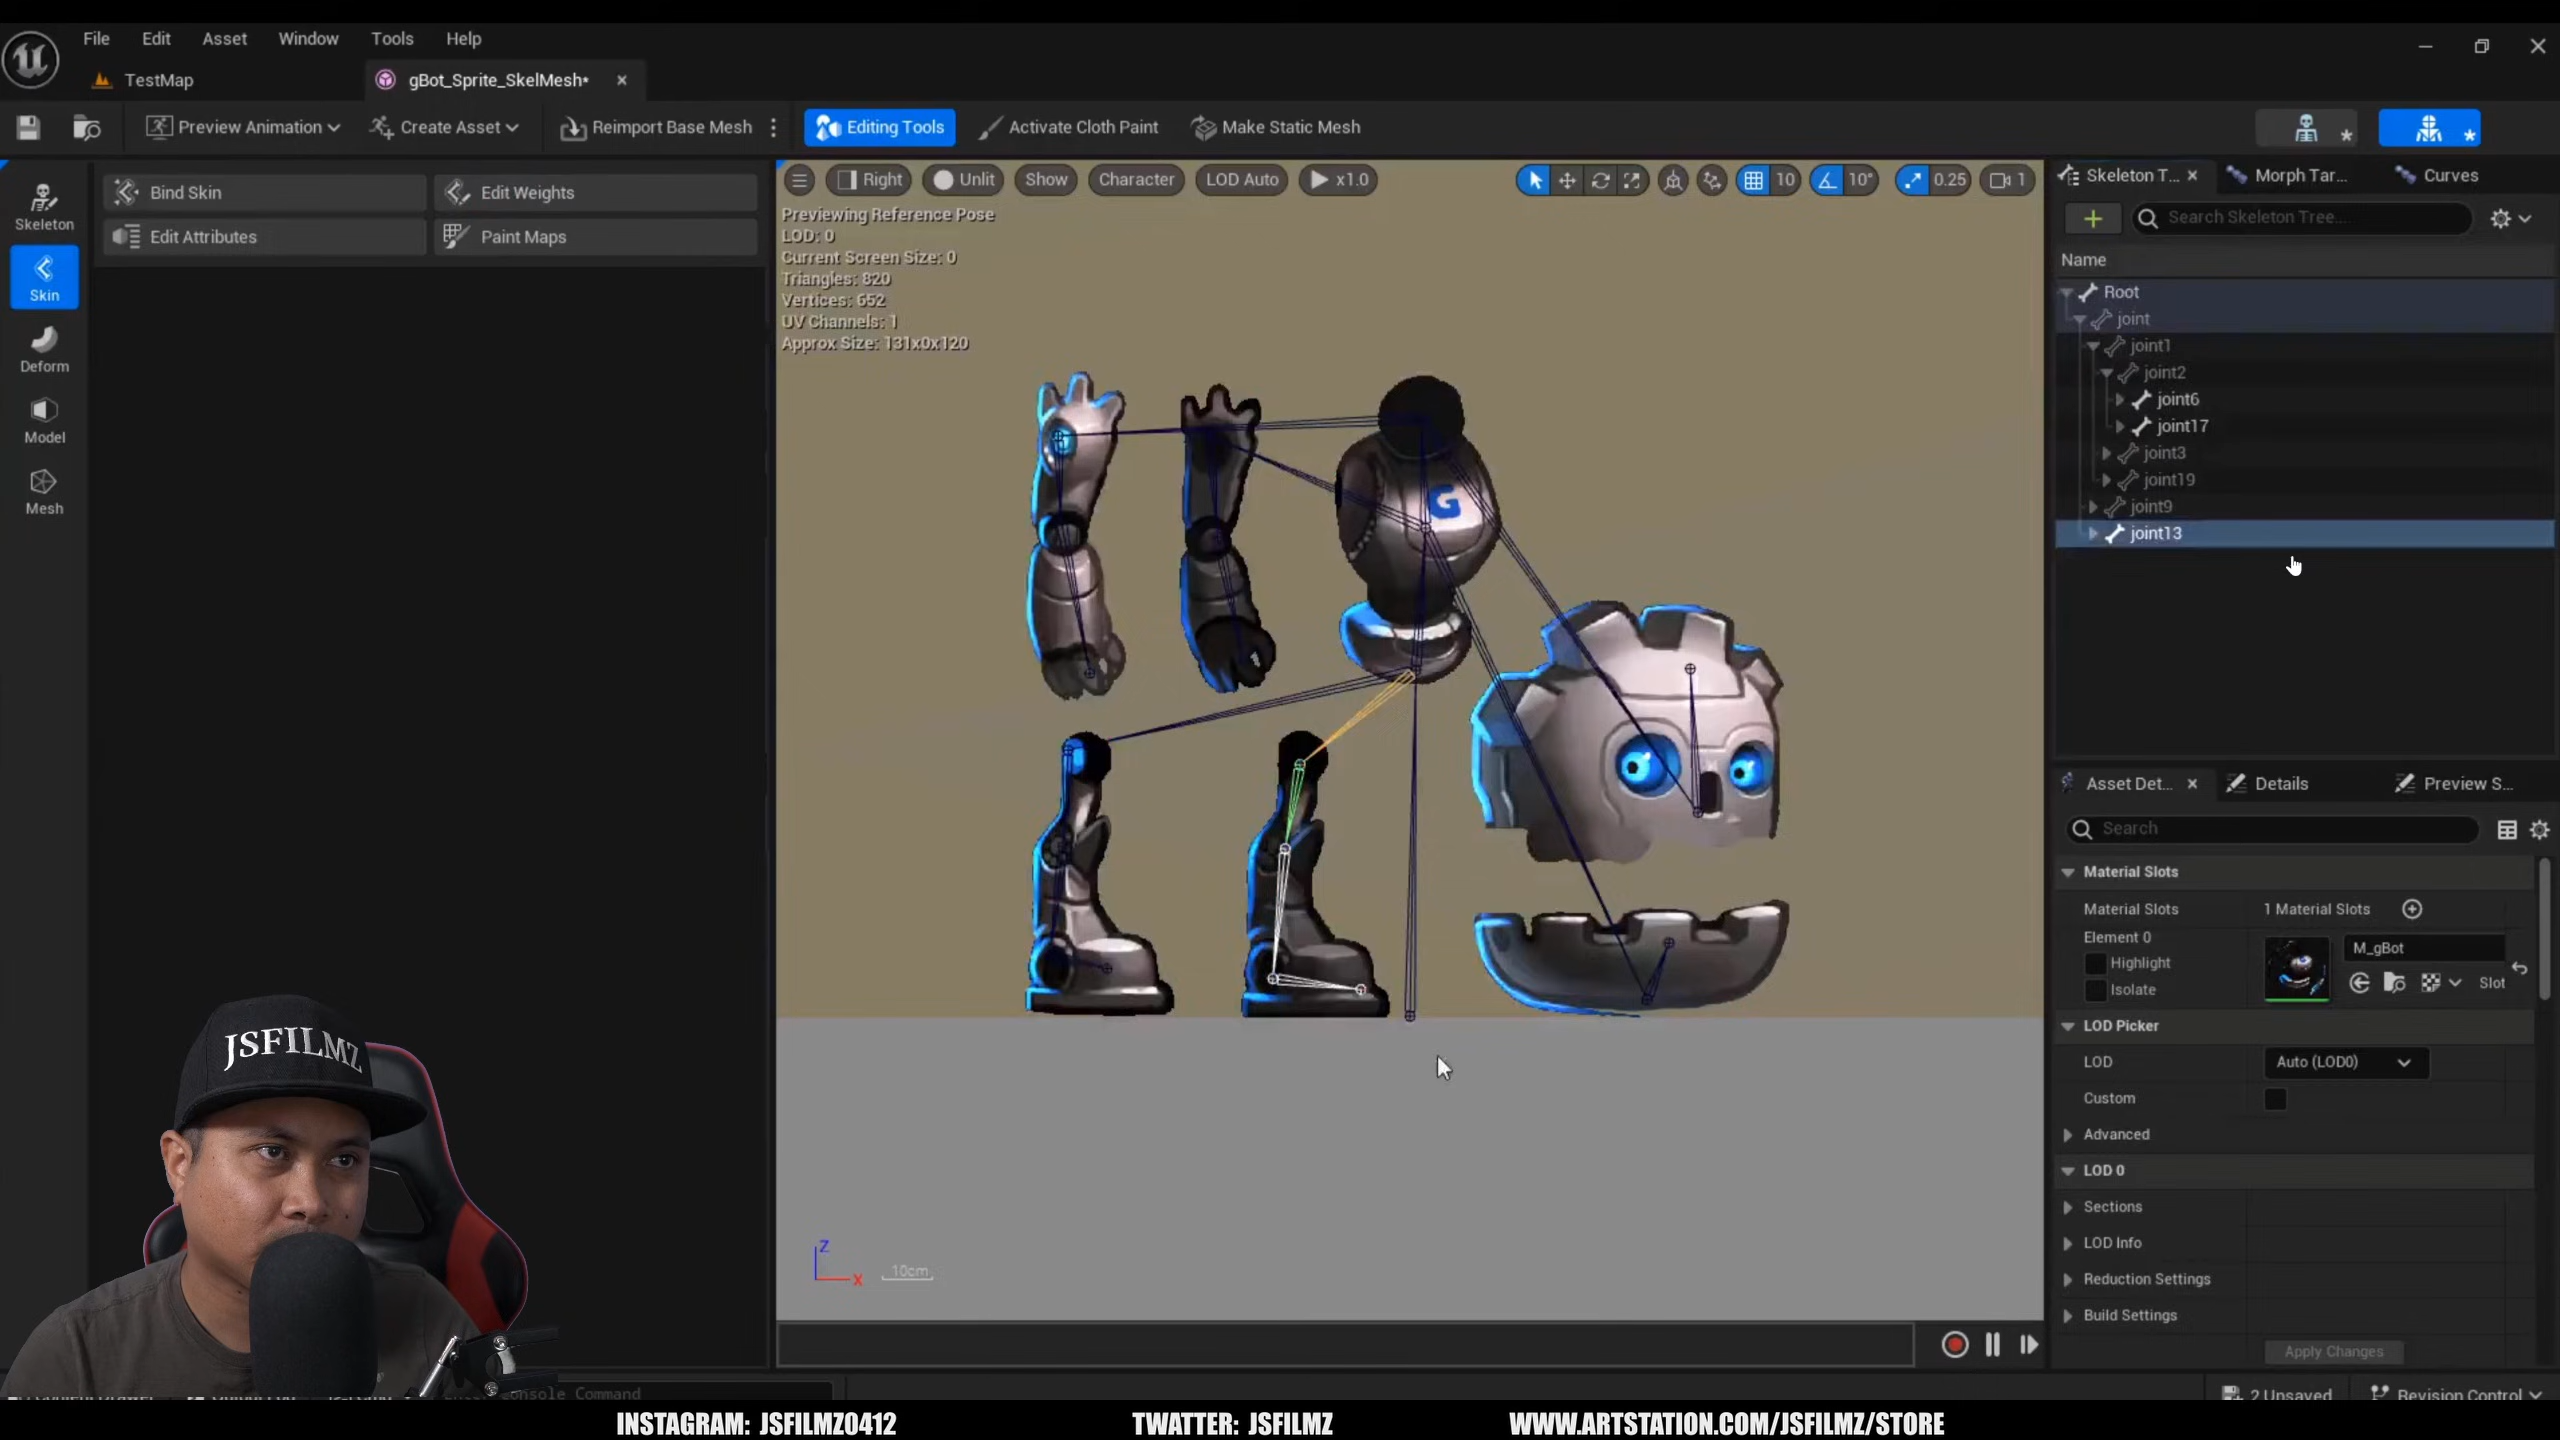 File Edit Asset Window Tools Help
TestMap gBot_Sprite_SkelMesh*
Preview Animation Create Asset Reimport Base Mesh Editing Tools Activate Cloth Paint Make Static Mesh
Skeleton
Skin
Deform
Model
Mesh
Bind Skin Edit Weights
Edit Attributes Paint Maps
Right Unlit Show Character LOD Auto x1.0 10 10° 0.25 1
Previewing Reference Pose
LOD: 0
Current Screen Size: 0
Triangles: 820
Vertices: 652
UV Channels: 1
Approx Size: 131x0x120
G
Z
X
10cm
Skeleton T... Morph Tar... Curves
Search Skeleton Tree...
Name
Root
joint
joint1
joint2
joint6
joint17
joint3
joint19
joint9
joint13
Asset Det... Details Preview S...
Search
Material Slots
Material Slots 1 Material Slots
Element 0 M_gBot
Highlight
Isolate Slot
LOD Picker
LOD Auto (LOD0)
Custom
Advanced
LOD 0
Sections
LOD Info
Reduction Settings
Build Settings
Apply Changes
JSFILMZ
Console Command
2 Unsaved Revision Control
INSTAGRAM: JSFILMZ0412 TWATTER: JSFILMZ WWW.ARTSTATION.COM/JSFILMZ/STORE